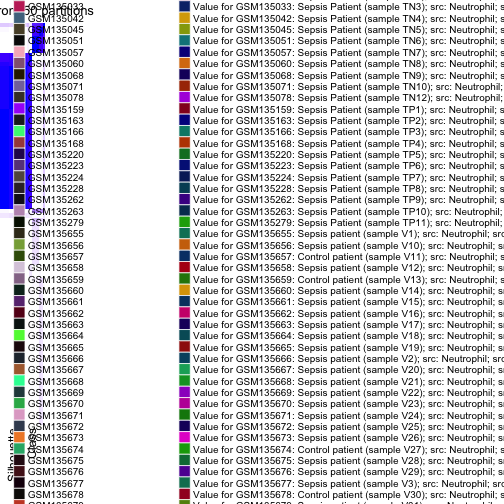 rom 50 partitions
GSM135033 Value for GSM135033: Sepsis Patient (sample TN3); src: Neutrophil; s
GSM135042 Value for GSM135042: Sepsis Patient (sample TN4); src: Neutrophil; s
GSM135045 Value for GSM135045: Sepsis Patient (sample TN5); src: Neutrophil; s
GSM135051 Value for GSM135051: Sepsis Patient (sample TN6); src: Neutrophil; s
GSM135057 Value for GSM135057: Sepsis Patient (sample TN7); src: Neutrophil; s
GSM135060 Value for GSM135060: Sepsis Patient (sample TN8); src: Neutrophil; s
GSM135068 Value for GSM135068: Sepsis Patient (sample TN9); src: Neutrophil; s
GSM135071 Value for GSM135071: Sepsis Patient (sample TN10); src: Neutrophil;
GSM135078 Value for GSM135078: Sepsis Patient (sample TN12); src: Neutrophil;
GSM135159 Value for GSM135159: Sepsis Patient (sample TP1); src: Neutrophil; s
GSM135163 Value for GSM135163: Sepsis Patient (sample TP2); src: Neutrophil; s
GSM135166 Value for GSM135166: Sepsis Patient (sample TP3); src: Neutrophil; s
GSM135168 Value for GSM135168: Sepsis Patient (sample TP4); src: Neutrophil; s
GSM135220 Value for GSM135220: Sepsis Patient (sample TP5); src: Neutrophil; s
GSM135223 Value for GSM135223: Sepsis Patient (sample TP6); src: Neutrophil; s
GSM135224 Value for GSM135224: Sepsis Patient (sample TP7); src: Neutrophil; s
GSM135228 Value for GSM135228: Sepsis Patient (sample TP8); src: Neutrophil; s
GSM135262 Value for GSM135262: Sepsis Patient (sample TP9); src: Neutrophil; s
GSM135263 Value for GSM135263: Sepsis Patient (sample TP10); src: Neutrophil;
GSM135279 Value for GSM135279: Sepsis Patient (sample TP11); src: Neutrophil;
GSM135655 Value for GSM135655: Sepsis patient (sample V1); src: Neutrophil; src
GSM135656 Value for GSM135656: Sepsis patient (sample V10); src: Neutrophil; s
GSM135657 Value for GSM135657: Control patient (sample V11); src: Neutrophil; s
GSM135658 Value for GSM135658: Sepsis patient (sample V12); src: Neutrophil; s
GSM135659 Value for GSM135659: Control patient (sample V13); src: Neutrophil; s
GSM135660 Value for GSM135660: Sepsis patient (sample V14); src: Neutrophil; s
GSM135661 Value for GSM135661: Sepsis patient (sample V15); src: Neutrophil; s
GSM135662 Value for GSM135662: Sepsis patient (sample V16); src: Neutrophil; s
GSM135663 Value for GSM135663: Sepsis patient (sample V17); src: Neutrophil; s
GSM135664 Value for GSM135664: Sepsis patient (sample V18); src: Neutrophil; s
GSM135665 Value for GSM135665: Sepsis patient (sample V19); src: Neutrophil; s
GSM135666 Value for GSM135666: Sepsis patient (sample V2); src: Neutrophil; src
GSM135667 Value for GSM135667: Sepsis patient (sample V20); src: Neutrophil; s
GSM135668 Value for GSM135668: Sepsis patient (sample V21); src: Neutrophil; s
GSM135669 Value for GSM135669: Sepsis patient (sample V22); src: Neutrophil; s
GSM135670 Value for GSM135670: Sepsis patient (sample V23); src: Neutrophil; s
GSM135671 Value for GSM135671: Sepsis patient (sample V24); src: Neutrophil; s
GSM135672 Value for GSM135672: Sepsis patient (sample V25); src: Neutrophil; s
GSM135673 Value for GSM135673: Sepsis patient (sample V26); src: Neutrophil; s
GSM135674 Value for GSM135674: Control patient (sample V27); src: Neutrophil; s
GSM135675 Value for GSM135675: Sepsis patient (sample V28); src: Neutrophil; s
GSM135676 Value for GSM135676: Sepsis patient (sample V29); src: Neutrophil; s
GSM135677 Value for GSM135677: Sepsis patient (sample V3); src: Neutrophil; src
GSM135678 Value for GSM135678: Control patient (sample V30); src: Neutrophil; s
Silhouette